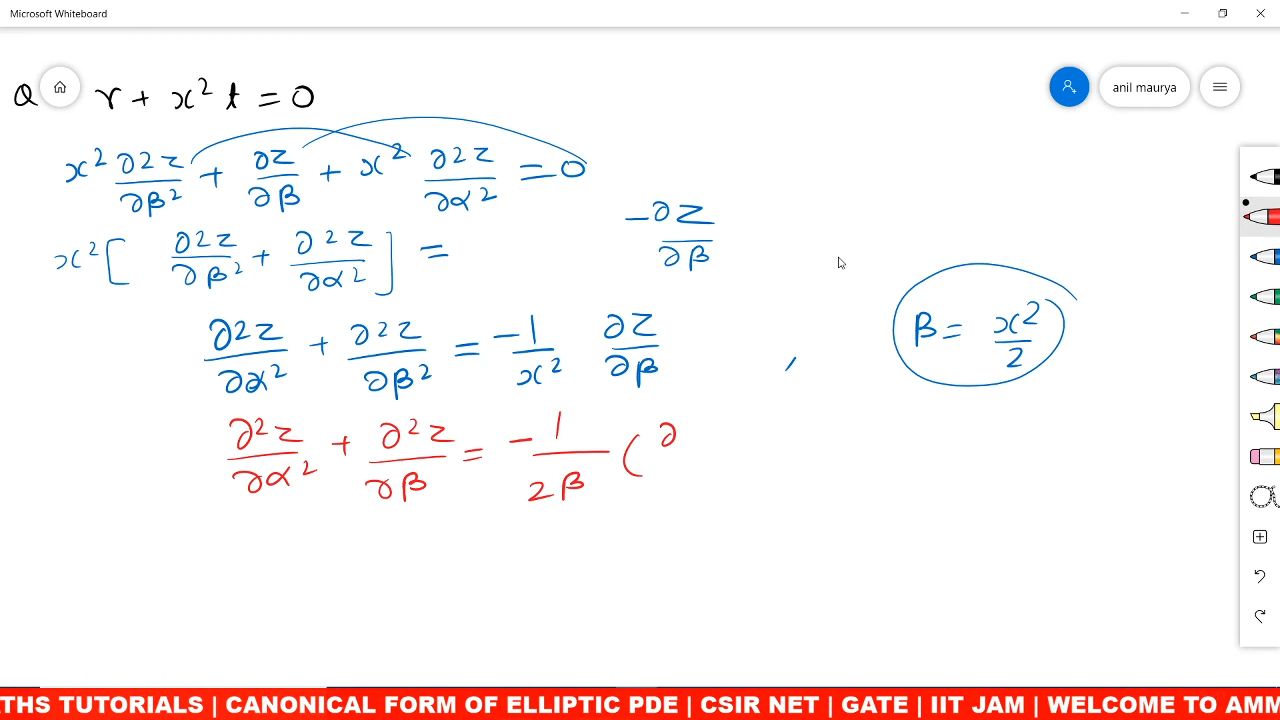 Microsoft Whiteboard
anil maurya
Q r + x² t = 0
x² ∂2z/∂β² + ∂z/∂β + x² ∂2z/∂α² = 0
x² [ ∂2z/∂β² + ∂²z/∂α² ] = -∂z/∂β
∂2z/∂α² + ∂²z/∂β² = -1/x² ∂z/∂β , β = x²/2
∂²z/∂α² + ∂²z/∂β = -1/2β ( ∂
THS TUTORIALS | CANONICAL FORM OF ELLIPTIC PDE | CSIR NET | GATE | IIT JAM | WELCOME TO AMM